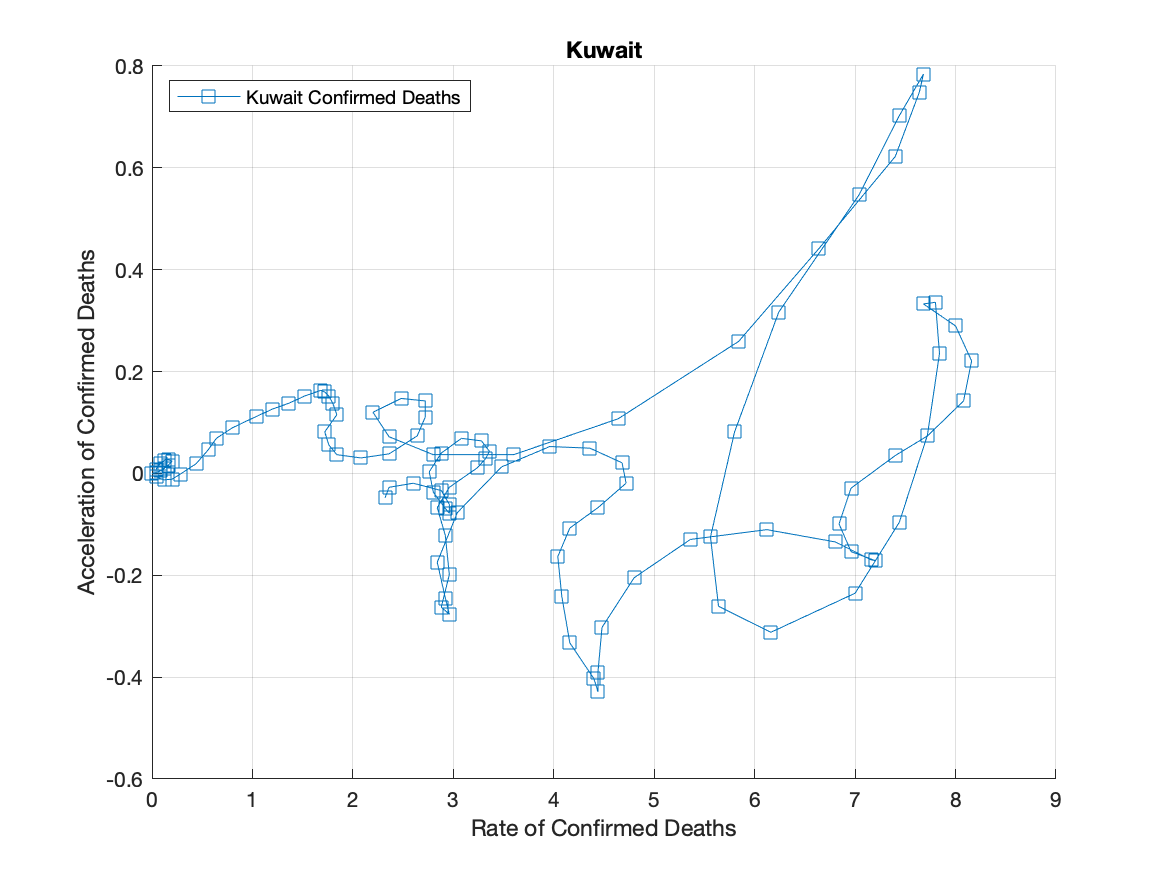 Kuwait
Kuwait Confirmed Deaths
0.8
0.6
0.4
0.2
0
-0.2
-0.4
-0.6
Acceleration of Confirmed Deaths
0 1 2 3 4 5 6 7 8 9
Rate of Confirmed Deaths